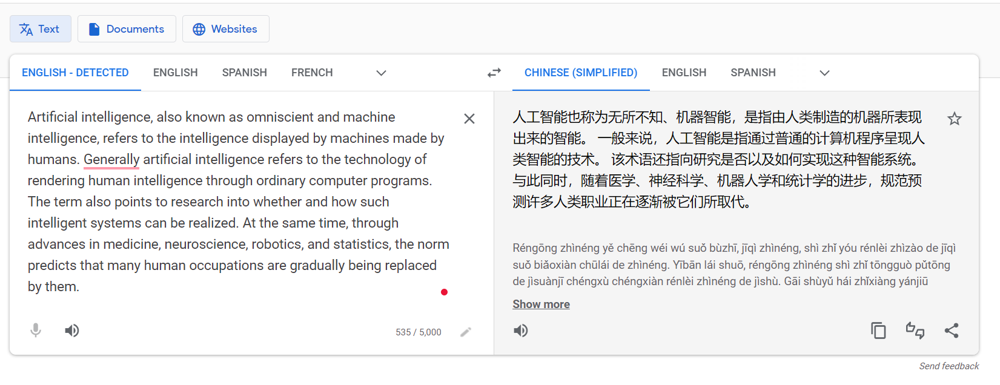 Text
Documents
Websites
ENGLISH - DETECTED
ENGLISH
SPANISH
FRENCH
CHINESE (SIMPLIFIED)
ENGLISH
SPANISH
Artificial intelligence, also known as omniscient and machine
intelligence, refers to the intelligence displayed by machines made by
humans. Generally artificial intelligence refers to the technology of
rendering human intelligence through ordinary computer programs.
The term also points to research into whether and how such
intelligent systems can be realized. At the same time, through
advances in medicine, neuroscience, robotics, and statistics, the norm
predicts that many human occupations are gradually being replaced
by them.
535 / 5,000
人工智能也称为无所不知、机器智能，是指由人类制造的机器所表现
出来的智能。 一般来说，人工智能是指通过普通的计算机程序呈现人
类智能的技术。 该术语还指向研究是否以及如何实现这种智能系统。
与此同时，随着医学、神经科学、机器人学和统计学的进步，规范预
测许多人类职业正在逐渐被它们所取代。
Réngōng zhìnéng yě chēng wéi wú suǒ bùzhī, jīqì zhìnéng, shì zhǐ yóu rénlèi zhìzào de jīqì
suǒ biǎoxiàn chūlái de zhìnéng. Yībān lái shuō, réngōng zhìnéng shì zhǐ tōngguò pǔtōng
de jìsuànjī chéngxù chéngxiàn rénlèi zhìnéng de jìshù. Gāi shùyǔ hái zhǐxiàng yánjiū
Show more
Send feedback